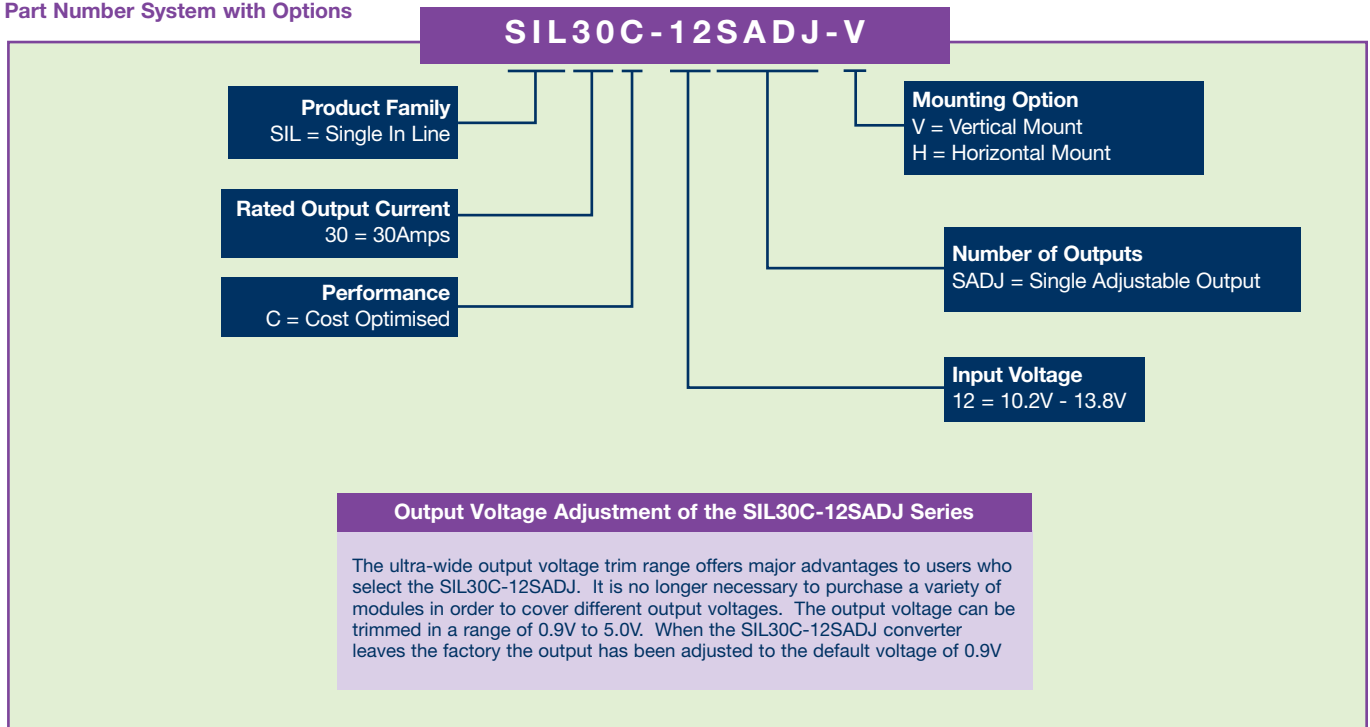 Part Number System with Options
SIL30C-12SADJ-V
Product Family
SIL = Single In Line
Rated Output Current
30 = 30Amps
Performance
C = Cost Optimised
Mounting Option
V = Vertical Mount
H = Horizontal Mount
Number of Outputs
SADJ = Single Adjustable Output
Input Voltage
12 = 10.2V - 13.8V
Output Voltage Adjustment of the SIL30C-12SADJ Series
The ultra-wide output voltage trim range offers major advantages to users who
select the SIL30C-12SADJ. It is no longer necessary to purchase a variety of
modules in order to cover different output voltages. The output voltage can be
trimmed in a range of 0.9V to 5.0V. When the SIL30C-12SADJ converter
leaves the factory the output has been adjusted to the default voltage of 0.9V